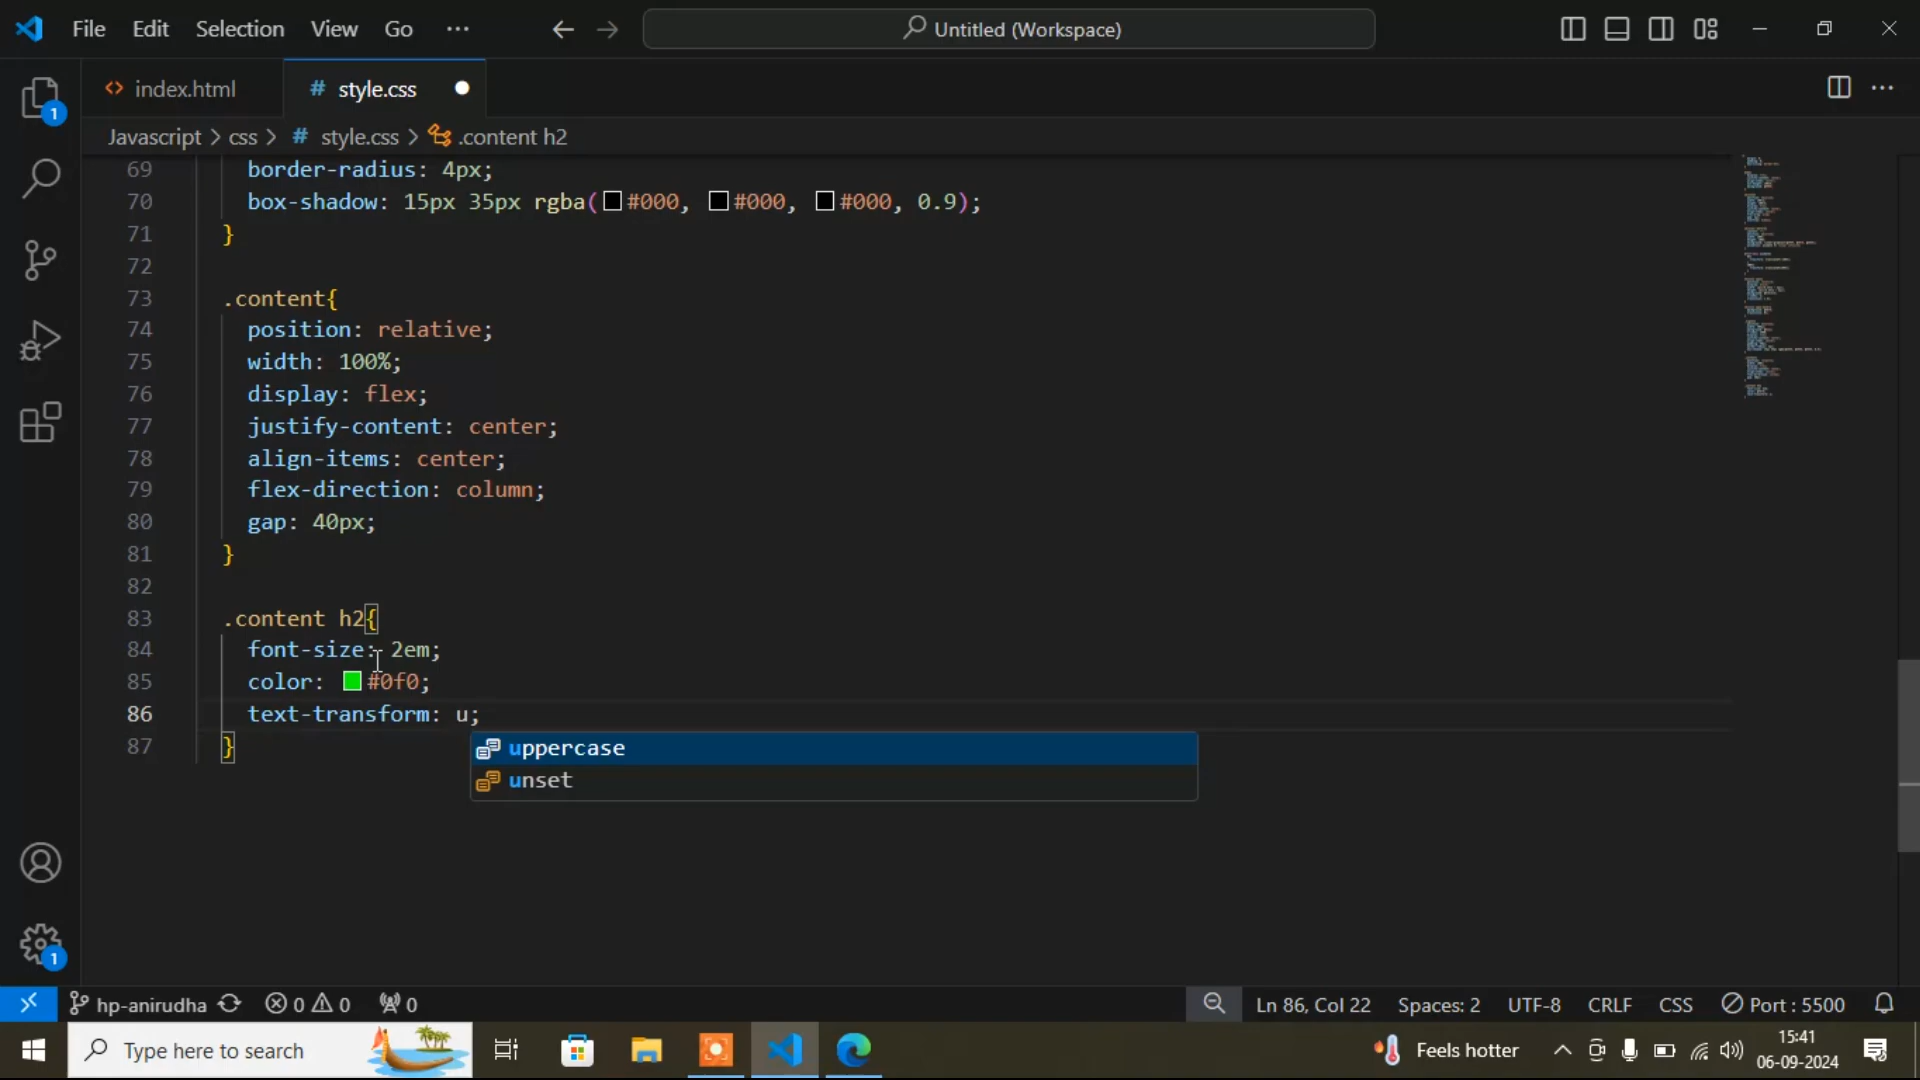 File Edit Selection View Go ··· Untitled (Workspace)
index.html # style.css
Javascript > css > # style.css > .content h2
69 border-radius: 4px;
70 box-shadow: 15px 35px rgba(#000, #000, #000, 0.9);
71 }
72
73 .content{
74 position: relative;
75 width: 100%;
76 display: flex;
77 justify-content: center;
78 align-items: center;
79 flex-direction: column;
80 gap: 40px;
81 }
82
83 .content h2{
84 font-size: 2em;
85 color: #0f0;
86 text-transform: u;
87 }
uppercase
unset
1
1
hp-anirudha 0 0 0 Ln 86, Col 22 Spaces: 2 UTF-8 CRLF CSS Port : 5500
Type here to search Feels hotter 15:41
06-09-2024